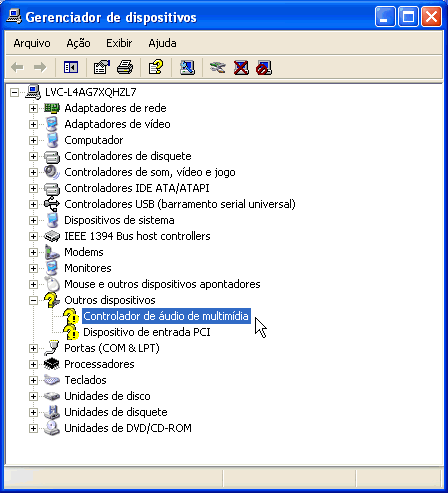 Gerenciador de dispositivos
Arquivo Ação Exibir Ajuda
LVC-L4AG7XQHZL7
Adaptadores de rede
Adaptadores de vídeo
Computador
Controladores de disquete
Controladores de som, vídeo e jogo
Controladores IDE ATA/ATAPI
Controladores USB (barramento serial universal)
Dispositivos de sistema
IEEE 1394 Bus host controllers
Modems
Monitores
Mouse e outros dispositivos apontadores
Outros dispositivos
Controlador de áudio de multimídia
Dispositivo de entrada PCI
Portas (COM & LPT)
Processadores
Teclados
Unidades de disco
Unidades de disquete
Unidades de DVD/CD-ROM